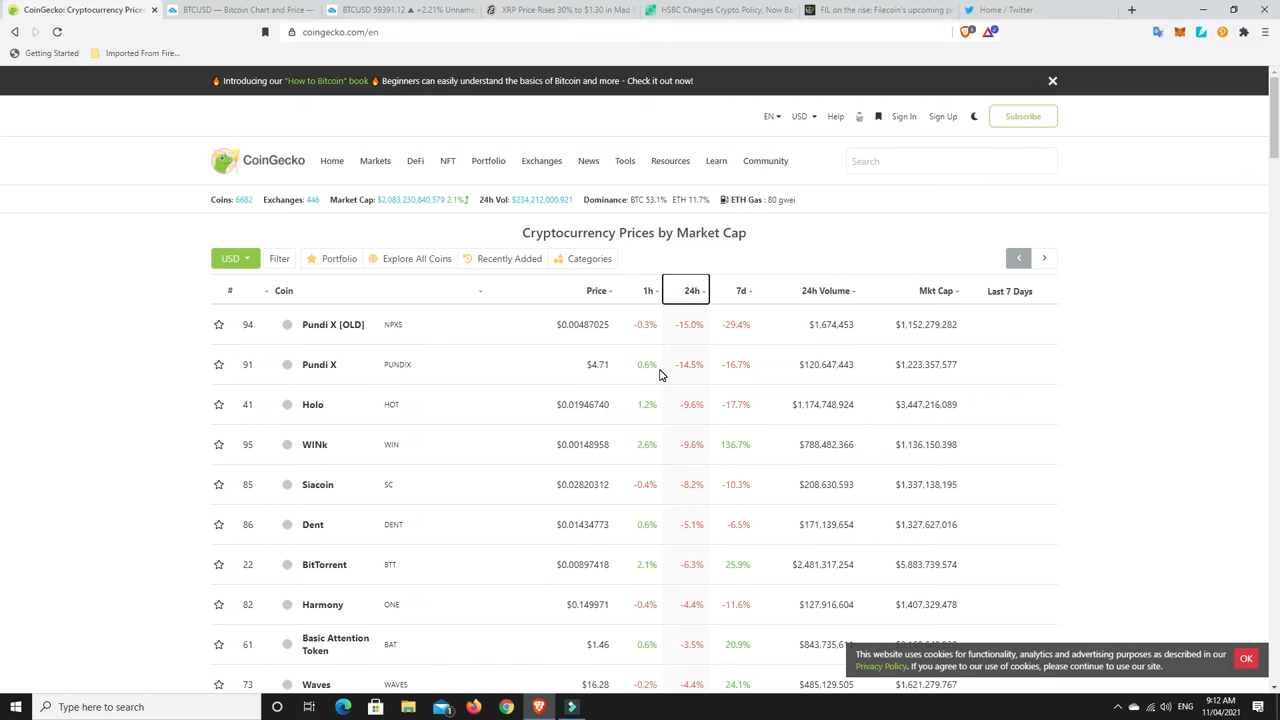 CoinGecko: Cryptocurrency Prices
BTCUSD — Bitcoin Chart and Price —
BTCUSD 59391.12 ▲ +2.21% Unname
XRP Price Rises 30% to $1.30 in Mad
HSBC Changes Crypto Policy, Now Ba
FIL on the rise: Filecoin's upcoming p
Home / Twitter
coingecko.com/en
Getting Started
Imported From Fire...
Introducing our "How to Bitcoin" book Beginners can easily understand the basics of Bitcoin and more - Check it out now!
EN USD Help Sign In Sign Up Subscribe
CoinGecko Home Markets DeFi NFT Portfolio Exchanges News Tools Resources Learn Community Search
Coins: 6682 Exchanges: 446 Market Cap: $2,083,230,840,579 2.1% 24h Vol: $234,212,000,921 Dominance: BTC 53.1% ETH 11.7% ETH Gas : 80 gwei
Cryptocurrency Prices by Market Cap
USD Filter Portfolio Explore All Coins Recently Added Categories
# Coin Price 1h 24h 7d 24h Volume Mkt Cap Last 7 Days
94 Pundi X [OLD] NPXS $0.00487025 -0.3% -15.0% -29.4% $1,674,453 $1,152,279,282
91 Pundi X PUNDIX $4.71 0.6% -14.5% -16.7% $120,647,443 $1,223,357,577
41 Holo HOT $0.01946740 1.2% -9.6% -17.7% $1,174,748,924 $3,447,216,089
95 WINk WIN $0.00148958 2.6% -9.6% 136.7% $788,482,366 $1,136,150,398
85 Siacoin SC $0.02820312 -0.4% -8.2% -10.3% $208,630,593 $1,337,138,195
86 Dent DENT $0.01434773 0.6% -5.1% -6.5% $171,139,654 $1,327,627,016
22 BitTorrent BTT $0.00897418 2.1% -6.3% 25.9% $2,481,317,254 $5,883,739,574
82 Harmony ONE $0.149971 -0.4% -4.4% -11.6% $127,916,604 $1,407,329,478
61 Basic Attention Token BAT $1.46 0.6% -3.5% 20.9%
73 Waves WAVES $16.28 -0.2% -4.4% 24.1% $485,129,505 $1,621,279,767
This website uses cookies for functionality, analytics and advertising purposes as described in our
Privacy Policy. If you agree to our use of cookies, please continue to use our site.
OK
Type here to search
ENG
9:12 AM
11/04/2021